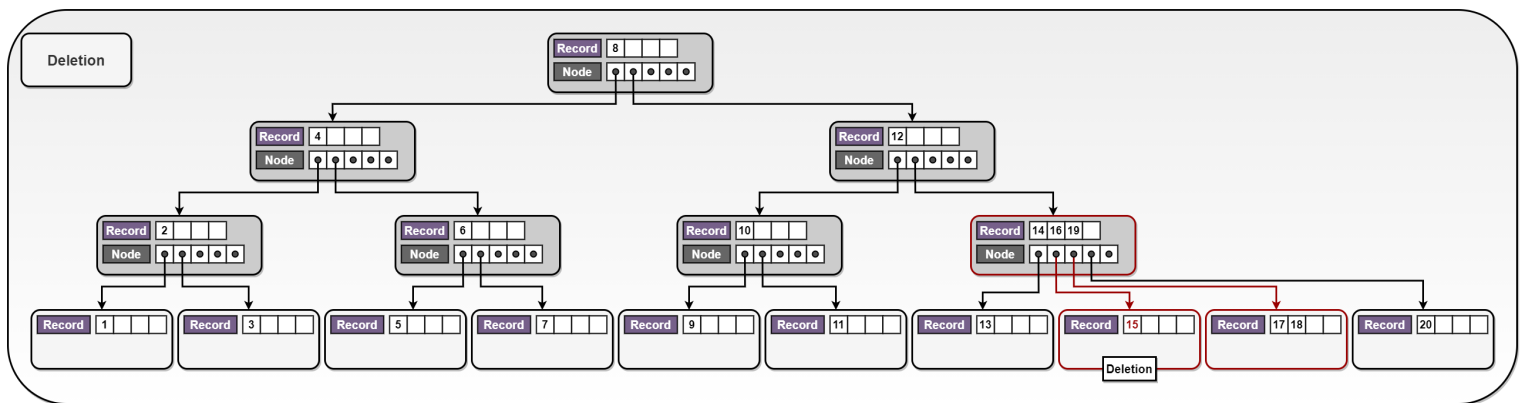 Deletion
Record 8
Node
Record 4
Node
Record 12
Node
Record 2
Node
Record 6
Node
Record 10
Node
Record 14 16 19
Node
Record 1
Record 3
Record 5
Record 7
Record 9
Record 11
Record 13
Record 15
Record 17 18
Record 20
Deletion